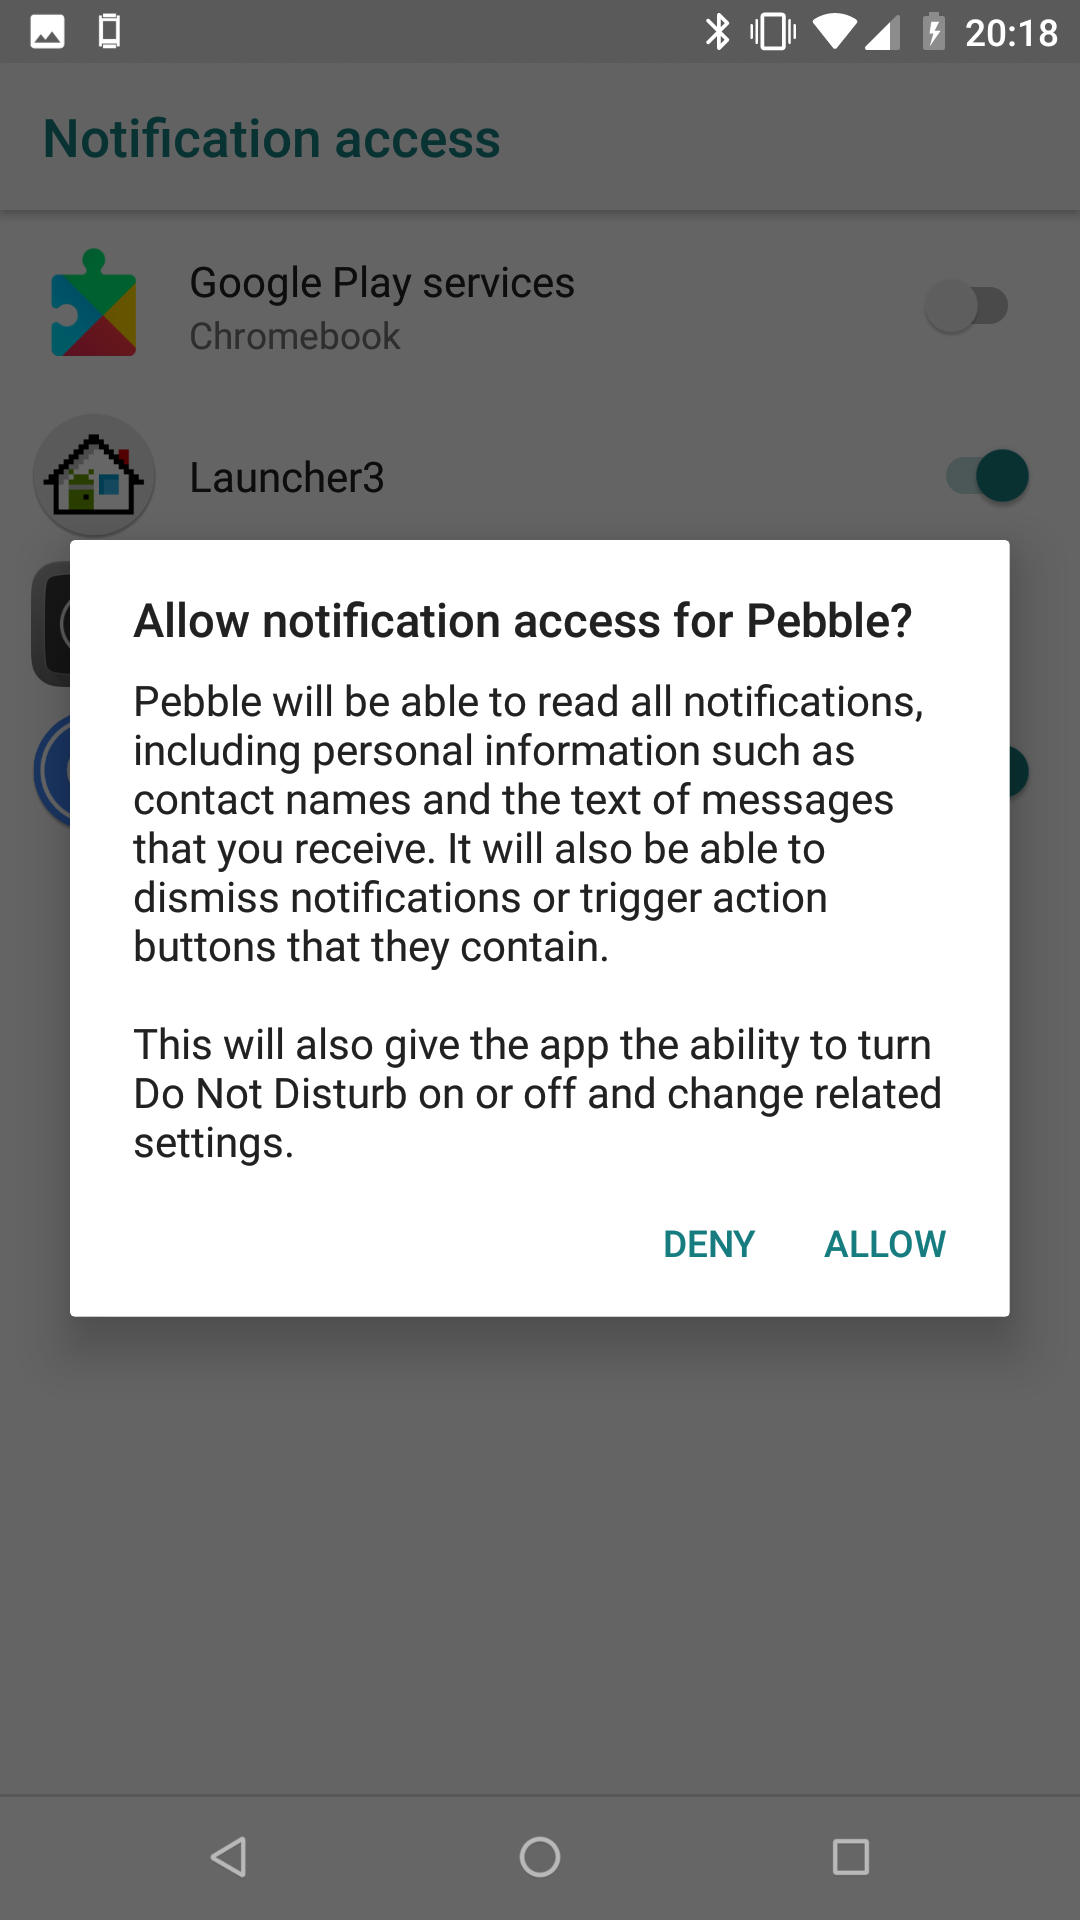 20:18
Notification access
Google Play services
Chromebook
Launcher3
Allow notification access for Pebble?
Pebble will be able to read all notifications,
including personal information such as
contact names and the text of messages
that you receive. It will also be able to
dismiss notifications or trigger action
buttons that they contain.
This will also give the app the ability to turn
Do Not Disturb on or off and change related
settings.
DENY ALLOW